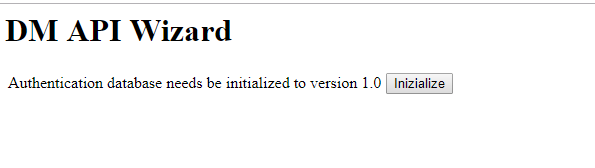 DM API Wizard
Authentication database needs be initialized to version 1.0 Inizialize